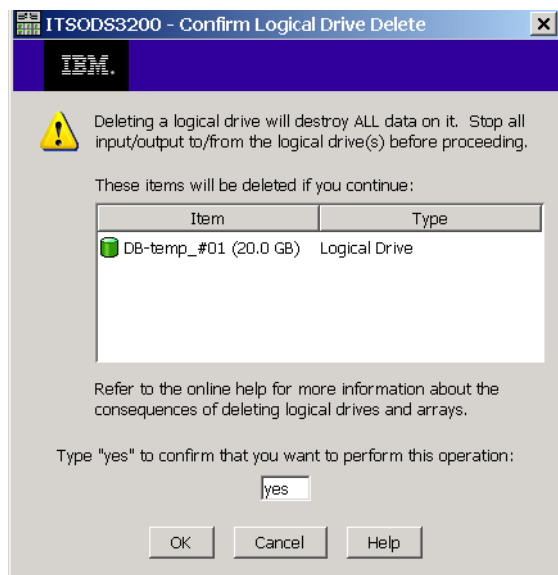 ITSODS3200 - Confirm Logical Drive Delete
IBM.
Deleting a logical drive will destroy ALL data on it. Stop all
input/output to/from the logical drive(s) before proceeding.
These items will be deleted if you continue:
Item Type
DB-temp_#01 (20.0 GB) Logical Drive
Refer to the online help for more information about the
consequences of deleting logical drives and arrays.
Type "yes" to confirm that you want to perform this operation:
yes
OK Cancel Help